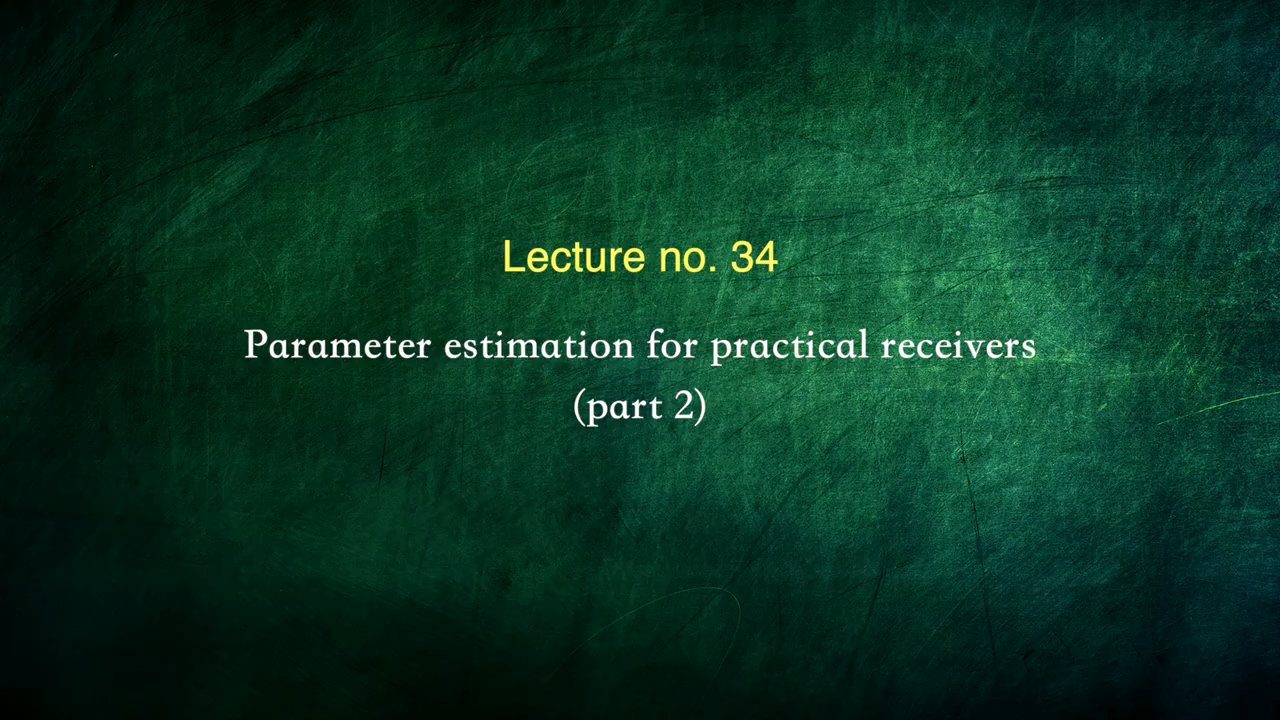 Lecture no. 34
Parameter estimation for practical receivers
(part 2)